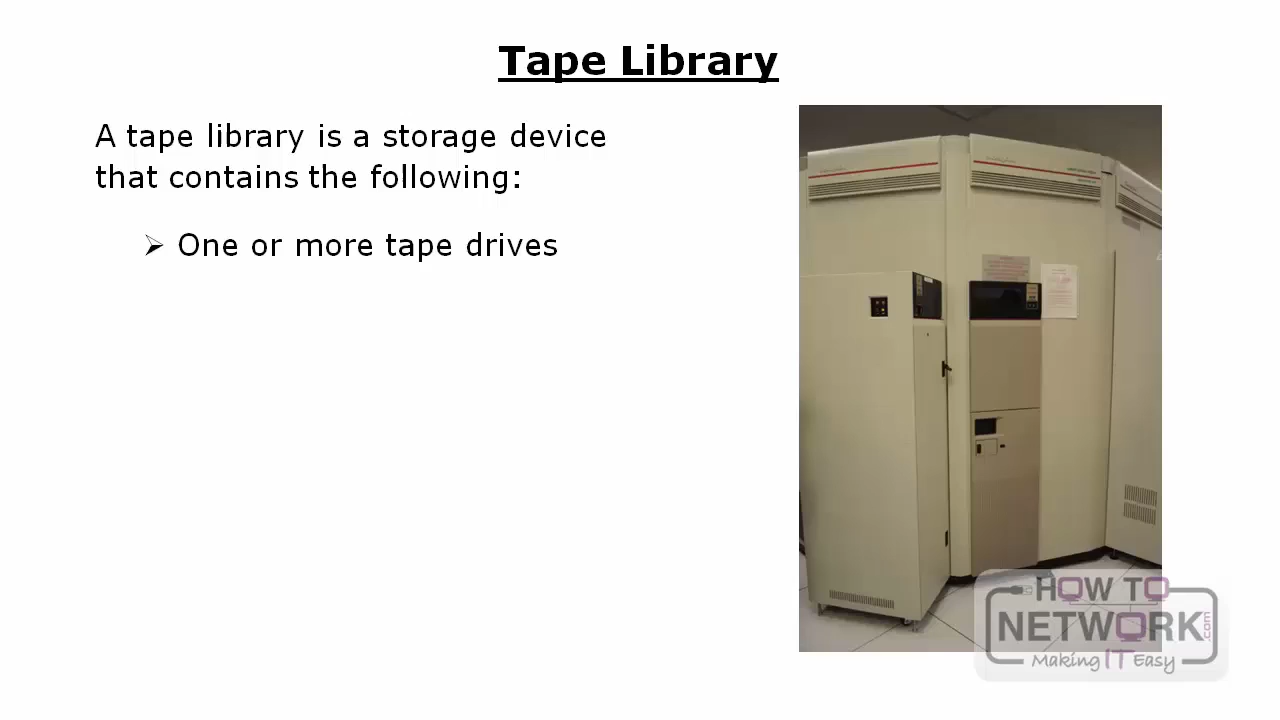 Tape Library
A tape library is a storage device
that contains the following:
➢ One or more tape drives
HOW TO
NETWORK.com
Making IT Easy